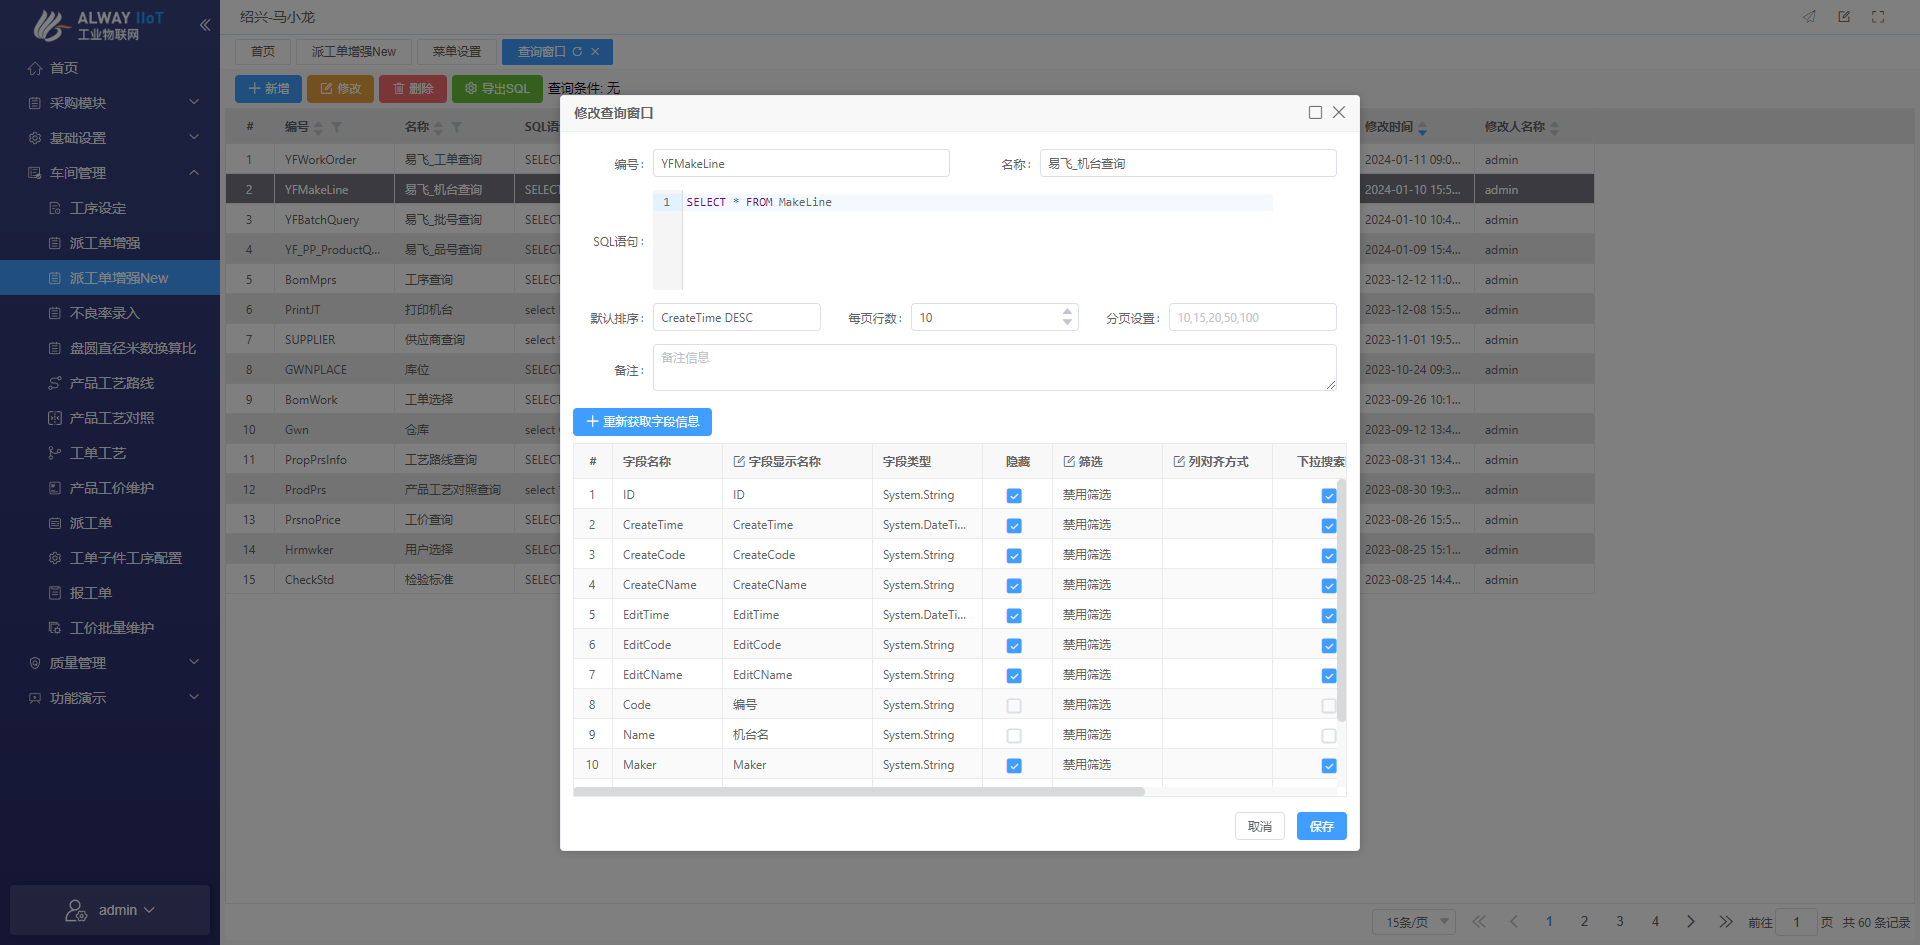 ALWAY IIoT
工业物联网
绍兴-马小龙
首页
采购模块
基础设置
车间管理
工序设定
派工单增强
派工单增强New
不良率录入
盘圆直径米数换算比
产品工艺路线
产品工艺对照
工单工艺
产品工价维护
派工单
工单子件工序配置
报工单
工价批量维护
质量管理
功能演示
admin
首页 派工单增强New 菜单设置 查询窗口
新增 修改 删除 导出SQL 查询条件: 无
# 编号 名称 SQL语 修改时间 修改人名称
1 YFWorkOrder 易飞_工单查询 SELECT 2024-01-11 09:0... admin
2 YFMakeLine 易飞_机台查询 SELECT 2024-01-10 15:5... admin
3 YFBatchQuery 易飞_批号查询 SELECT 2024-01-10 10:4... admin
4 YF_PP_ProductQ... 易飞_品号查询 SELECT 2024-01-09 15:4... admin
5 BomMprs 工序查询 SELECT 2023-12-12 11:0... admin
6 PrintJT 打印机台 select 2023-12-08 15:5... admin
7 SUPPLIER 供应商查询 select 2023-11-01 19:5... admin
8 GWNPLACE 库位 SELECT 2023-10-24 09:3... admin
9 BomWork 工单选择 SELECT 2023-09-26 10:1...
10 Gwn 仓库 select 2023-09-12 13:4... admin
11 PropPrsInfo 工艺路线查询 SELECT 2023-08-31 13:4... admin
12 ProdPrs 产品工艺对照查询 select 2023-08-30 19:3... admin
13 PrsnoPrice 工价查询 SELECT 2023-08-26 15:5... admin
14 Hrmwker 用户选择 SELECT 2023-08-25 15:1... admin
15 CheckStd 检验标准 SELECT 2023-08-25 14:4... admin
修改查询窗口
编号: YFMakeLine 名称: 易飞_机台查询
SQL语句: 1 SELECT * FROM MakeLine
默认排序: CreateTime DESC 每页行数: 10 分页设置: 10,15,20,50,100
备注: 备注信息
重新获取字段信息
# 字段名称 字段显示名称 字段类型 隐藏 筛选 列对齐方式 下拉搜索
1 ID ID System.String 禁用筛选
2 CreateTime CreateTime System.DateTi... 禁用筛选
3 CreateCode CreateCode System.String 禁用筛选
4 CreateCName CreateCName System.String 禁用筛选
5 EditTime EditTime System.DateTi... 禁用筛选
6 EditCode EditCode System.String 禁用筛选
7 EditCName EditCName System.String 禁用筛选
8 Code 编号 System.String 禁用筛选
9 Name 机台名 System.String 禁用筛选
10 Maker Maker System.String 禁用筛选
取消 保存
15条/页 1 2 3 4 前往 1 页 共 60 条记录